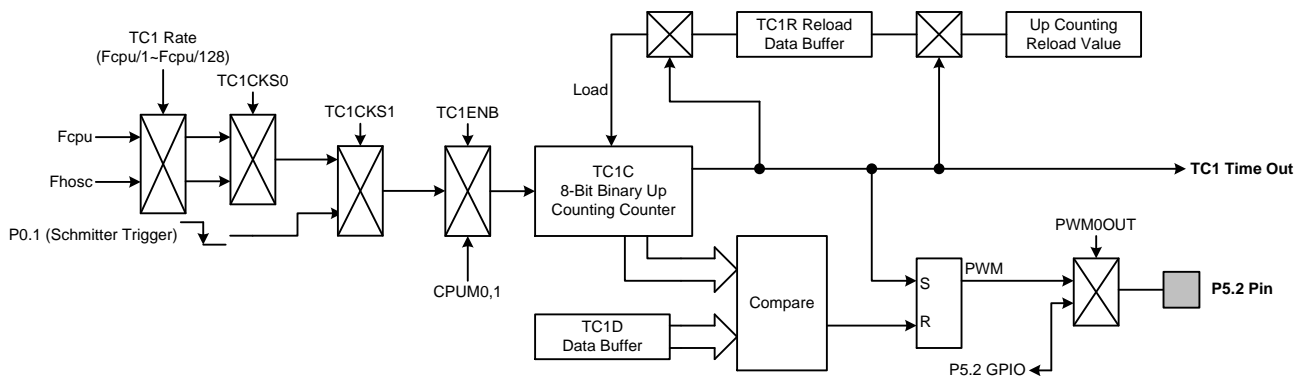 TC1 Rate
(Fcpu/1~Fcpu/128)
TC1CKS0
TC1CKS1
TC1ENB
Fcpu
Fhosc
P0.1 (Schmitter Trigger)
CPUM0,1
Load
TC1R Reload
Data Buffer
Up Counting
Reload Value
TC1C
8-Bit Binary Up
Counting Counter
TC1 Time Out
TC1D
Data Buffer
Compare
S
R
PWM
PWM0OUT
P5.2 Pin
P5.2 GPIO